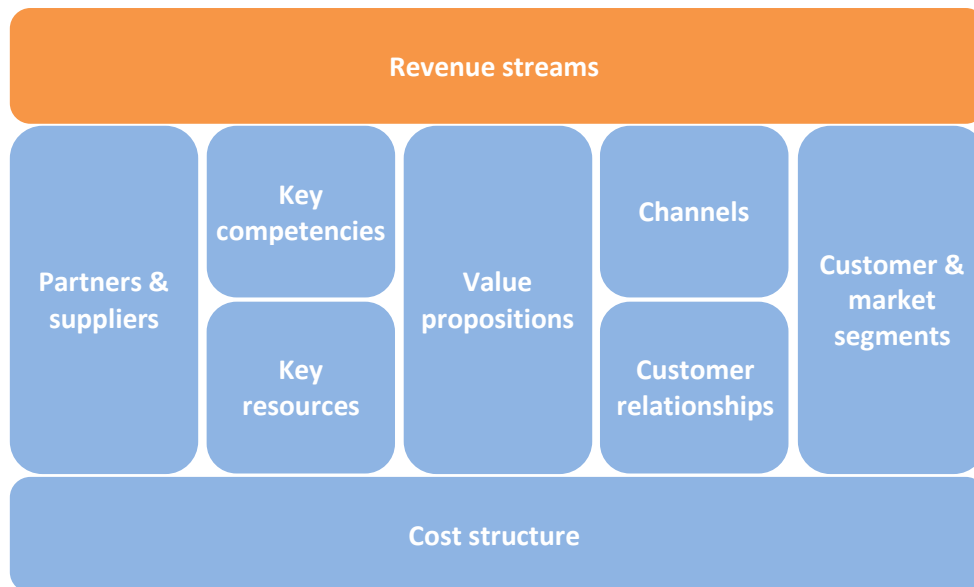 Revenue streams
Partners &
suppliers
Key
competencies
Key
resources
Value
propositions
Channels
Customer
relationships
Customer &
market
segments
Cost structure